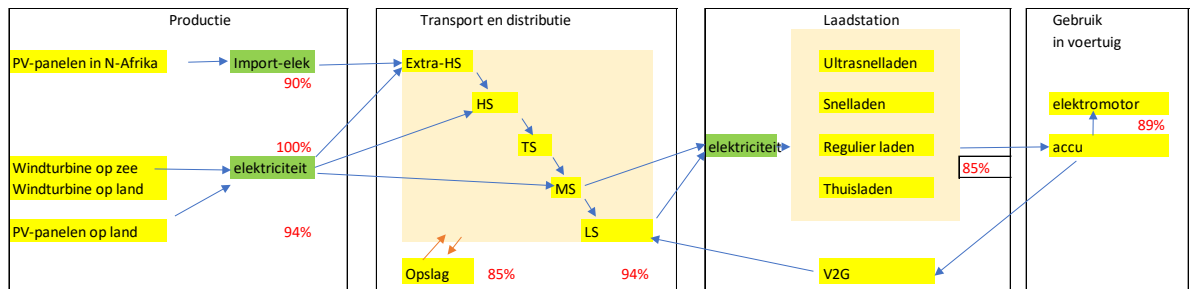 Productie
PV-panelen in N-Afrika
Import-elek
90%
100%
Windturbine op zee
Windturbine op land
elektriciteit
PV-panelen op land
94%
Transport en distributie
Extra-HS
HS
TS
MS
LS
Opslag
85%
94%
Laadstation
Ultrasnelladen
Snelladen
elektriciteit
Regulier laden
85%
Thuisladen
V2G
Gebruik
in voertuig
elektromotor
89%
accu